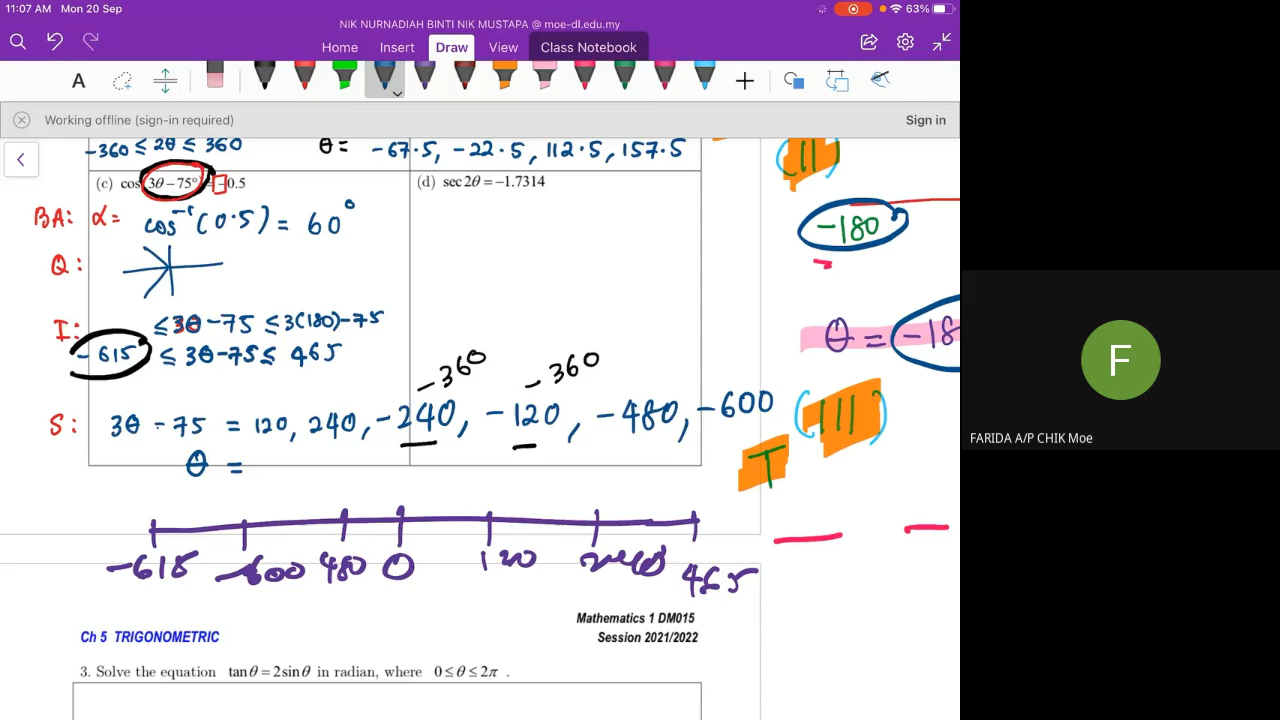 11:07 AM Mon 20 Sep
63%
NIK NURNADIAH BINTI NIK MUSTAPA @ moe-dl.edu.my
Home Insert Draw View Class Notebook
A
Working offline (sign-in required) Sign in
-360 ≤ 2θ ≤ 360
θ = -67.5, -22.5, 112.5, 157.5
(c) cos(3θ – 75°) = –0.5
(d) sec 2θ = –1.7314
BA: α = cos⁻¹(0.5) = 60°
Q:
I: ≤ 3θ - 75 ≤ 3(180) - 75
-615 ≤ 3θ - 75 ≤ 465
-360 -360
S: 3θ - 75 = 120, 240, -240, -120, -480, -600
θ =
-615 -600 480 0 120 240 465
(11)
-180
θ = -18
(111)
T
Mathematics 1 DM015
Ch 5 TRIGONOMETRIC Session 2021/2022
3. Solve the equation tanθ = 2sinθ in radian, where 0 ≤ θ ≤ 2π .
F
FARIDA A/P CHIK Moe